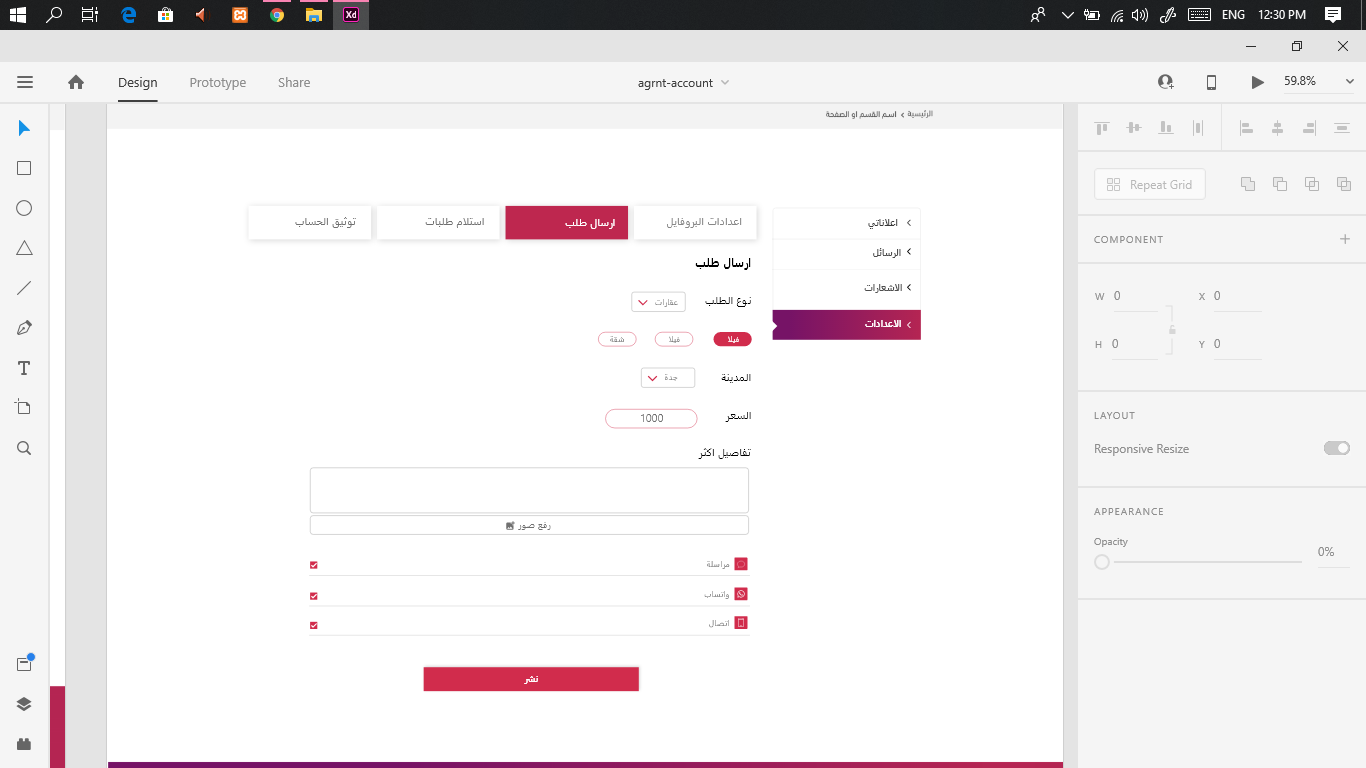 ENG 12:30 PM
Design Prototype Share
agrnt-account
59.8%
الرئيسية > اسم القسم او الصفحة
اعدادات البروفايل
ارسال طلب
استلام طلبات
توثيق الحساب
اعلاناتي
الرسائل
الاشعارات
الاعدادات
ارسال طلب
نوع الطلب
عقارات
فيلا
فيلا
شقة
المدينة
جدة
السعر
1000
تفاصيل اكثر
رفع صور
مراسلة
واتساب
اتصال
نشر
Repeat Grid
COMPONENT
W 0 X 0
H 0 Y 0
LAYOUT
Responsive Resize
APPEARANCE
Opacity
0%
Xd